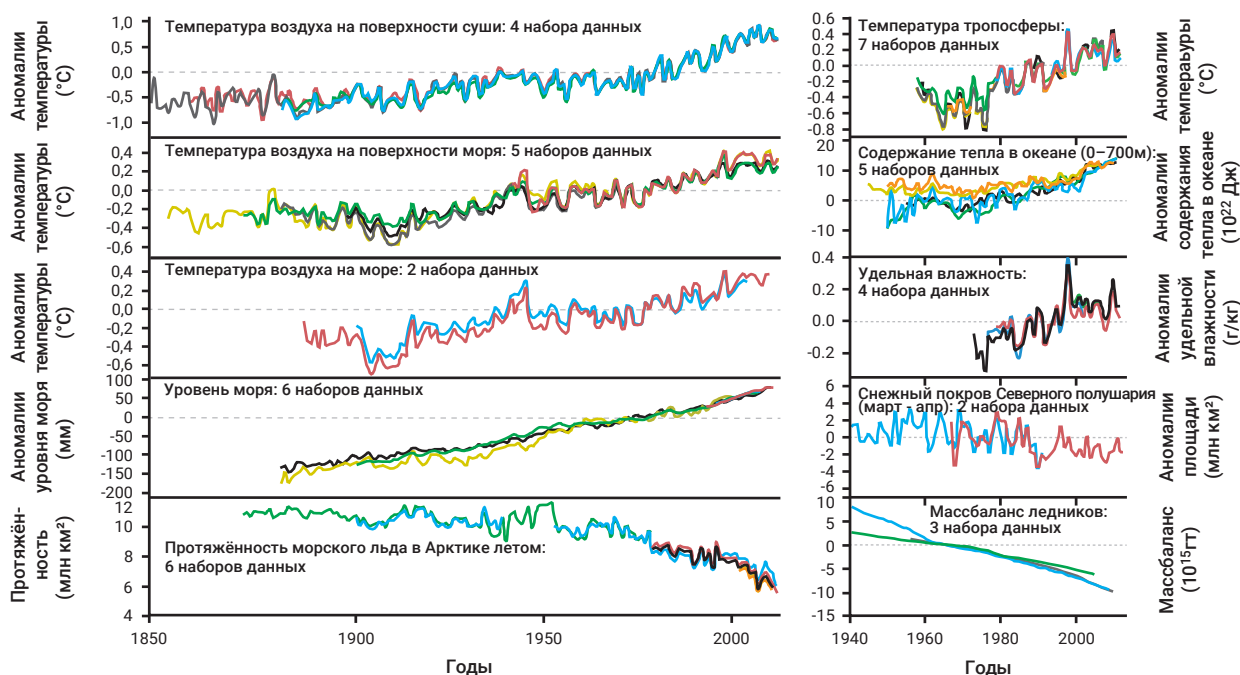 Аномалии
температуры
(°C)
1,0
0,0
-0,5
-1,0
Температура воздуха на поверхности суши: 4 набора данных
Аномалии
температуры
(°C)
0,4
0,2
0,0
-0,2
-0,4
-0,6
Температура воздуха на поверхности моря: 5 наборов данных
Аномалии
температуры
(°C)
0,4
0,2
0,0
-0,2
-0,4
-0,6
Температура воздуха на море: 2 набора данных
Аномалии
уровня моря
(мм)
100
50
0
-50
-100
-150
-200
Уровень моря: 6 наборов данных
Протяжён-
ность
(млн км²)
12
10
8
6
4
Протяжённость морского льда в Арктике летом:
6 наборов данных
1850
1900
1950
2000
Годы
0.6
0.4
0.2
0.0
-0.2
-0.4
-0.6
-0.8
Температура тропосферы:
7 наборов данных
Аномалии
темпераьуры
(°C)
20
10
0
-10
Содержание тепла в океане (0–700м):
5 наборов данных
Аномалии
содержания
тепла в океане
(10²² Дж)
0.4
0.2
0.0
-0.2
Удельная влажность:
4 набора данных
Аномалии
удельной
влажности
(г/кг)
6
4
2
0
-2
-4
-6
Снежный покров Северного полушария
(март - апр): 2 набора данных
Аномалии
площади
(млн км²)
10
5
0
-5
-10
-15
Массбаланс ледников:
3 набора данных
Массбаланс
(10¹⁵гт)
1940
1960
1980
2000
Годы